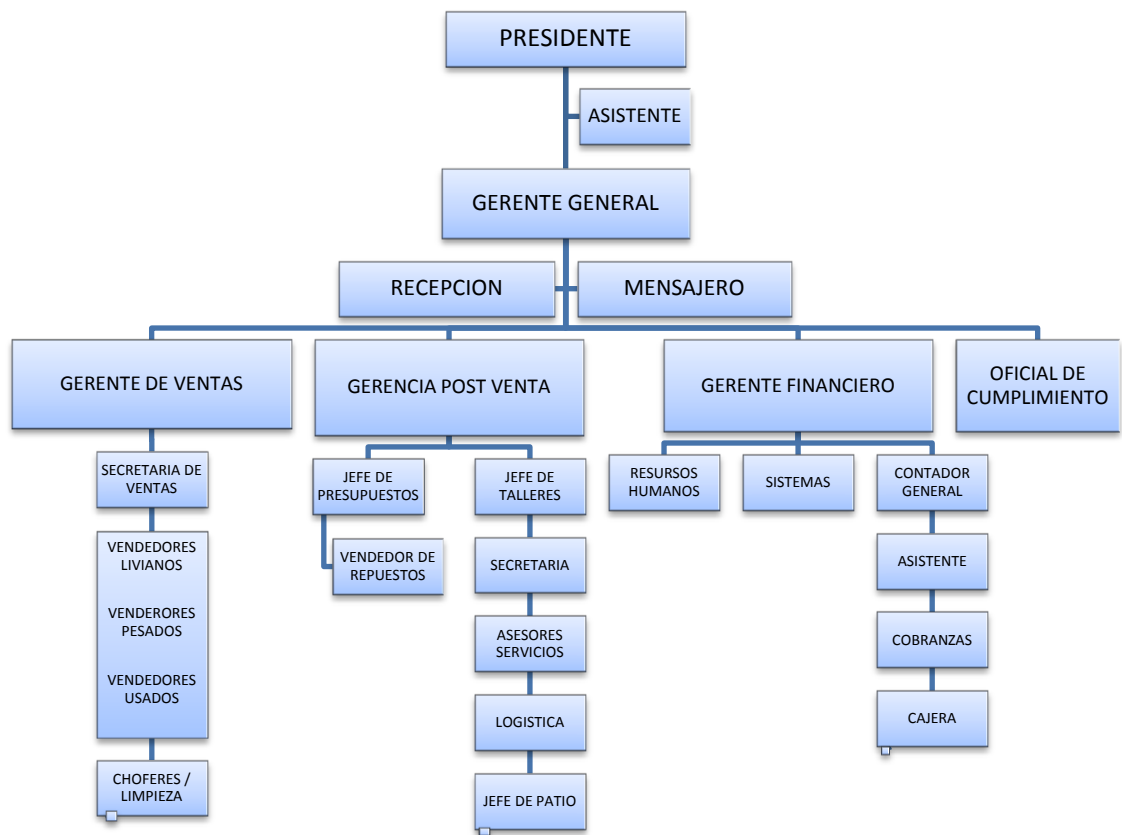 PRESIDENTE
ASISTENTE
GERENTE GENERAL
RECEPCION
MENSAJERO
GERENTE DE VENTAS
GERENCIA POST VENTA
GERENTE FINANCIERO
OFICIAL DE
CUMPLIMIENTO
SECRETARIA DE
VENTAS
JEFE DE
PRESUPUESTOS
JEFE DE
TALLERES
RESURSOS
HUMANOS
SISTEMAS
CONTADOR
GENERAL
VENDEDORES
LIVIANOS
VENDERORES
PESADOS
VENDEDORES
USADOS
VENDEDOR DE
REPUESTOS
SECRETARIA
ASISTENTE
ASESORES
SERVICIOS
COBRANZAS
LOGISTICA
CAJERA
CHOFERES /
LIMPIEZA
JEFE DE PATIO